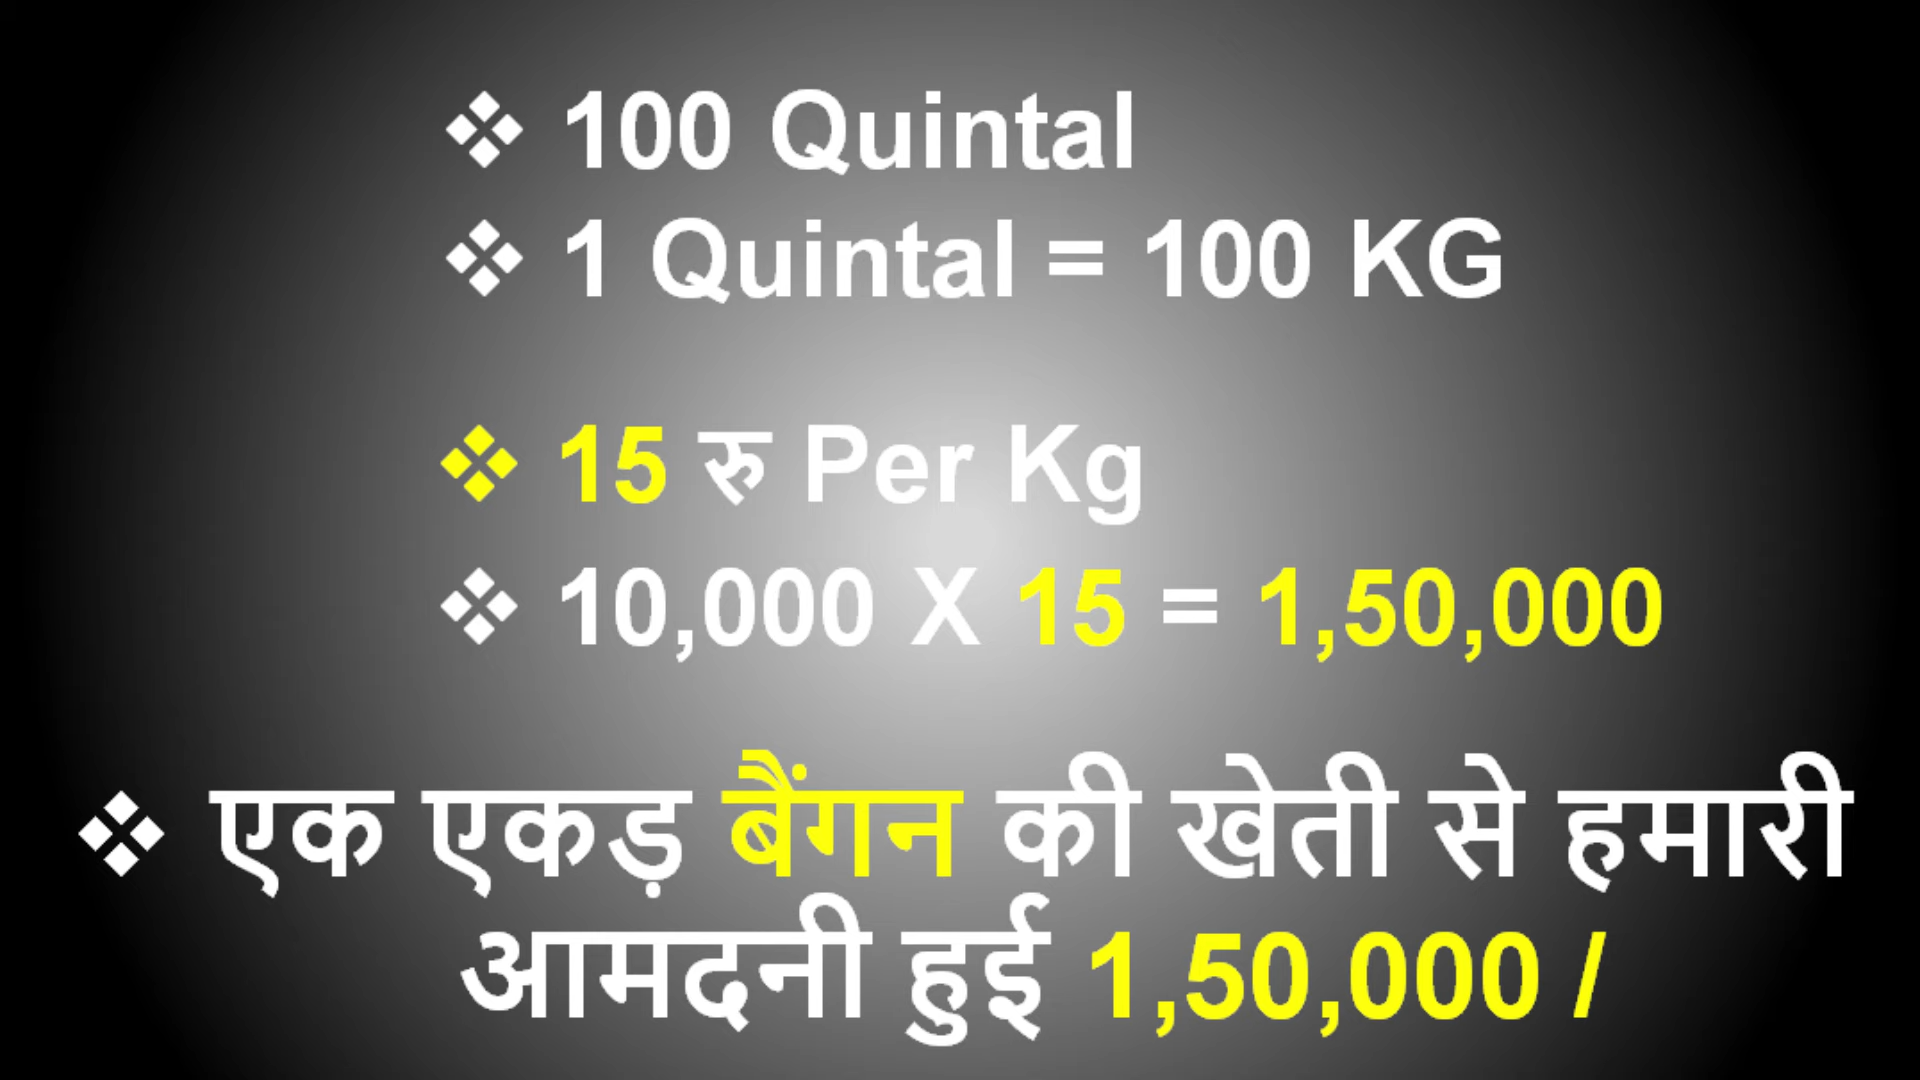 ❖ 100 Quintal
❖ 1 Quintal = 100 KG
❖ 15 रु Per Kg
❖ 10,000 X 15 = 1,50,000
❖ एक एकड़ बैंगन की खेती से हमारी
आमदनी हुई 1,50,000 /